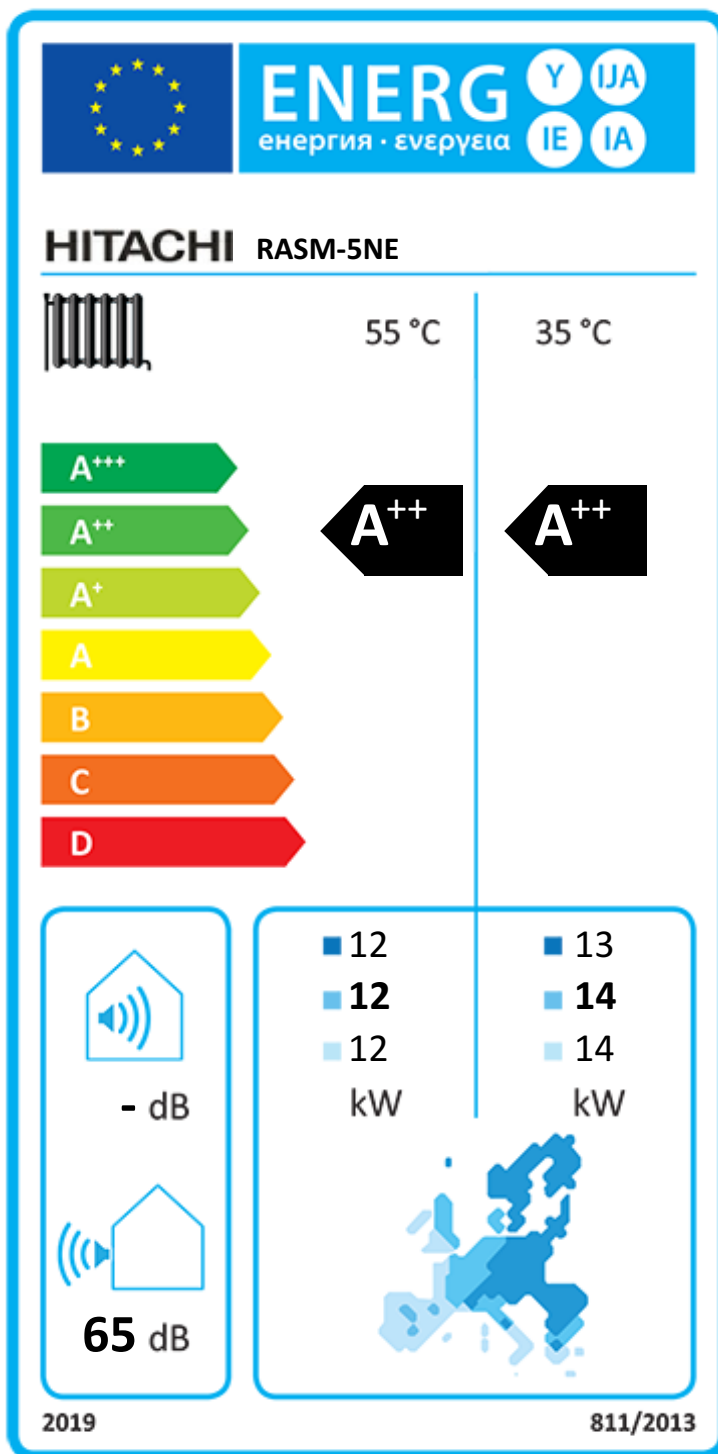 ENERG Y IJA
енергия · ενεργεια IE IA
HITACHI RASM-5NE
55 °C 35 °C
A+++
A++ A++ A++
A+
A
B
C
D
12 13
12 14
12 14
kW kW
- dB
65 dB
2019 811/2013